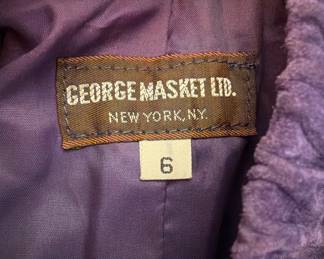 GEORGE MASKET LTD.
NEW YORK, N.Y.
6